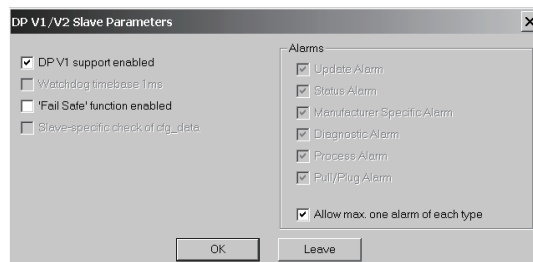 DP V1/V2 Slave Parameters
DP V1 support enabled
Watchdog timebase 1ms
'Fail Safe' function enabled
Slave-specific check of cfg_data
Alarms
Update Alarm
Status Alarm
Manufacturer Specific Alarm
Diagnostic Alarm
Process Alarm
Pull/Plug Alarm
Allow max. one alarm of each type
OK
Leave